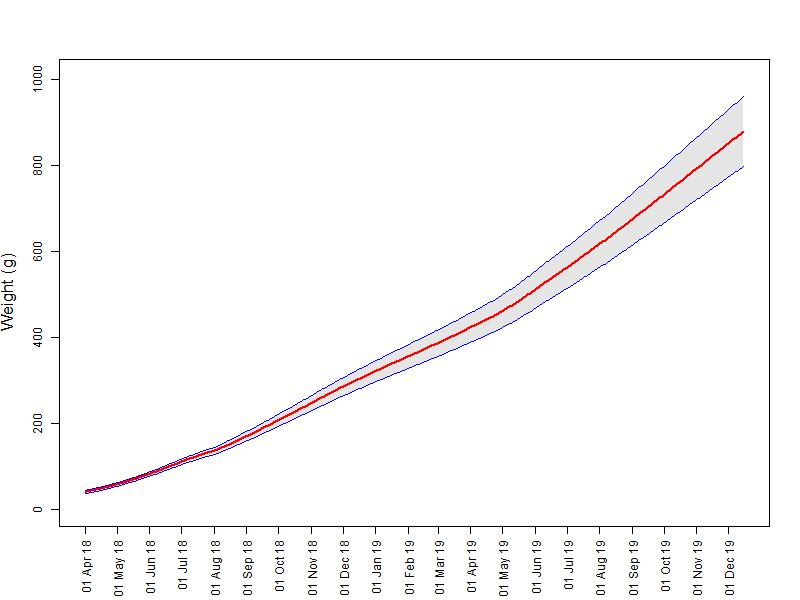 1000
800
600
400
200
0
Weight (g)
01 Apr 18
01 May 18
01 Jun 18
01 Jul 18
01 Aug 18
01 Sep 18
01 Oct 18
01 Nov 18
01 Dec 18
01 Jan 19
01 Feb 19
01 Mar 19
01 Apr 19
01 May 19
01 Jun 19
01 Jul 19
01 Aug 19
01 Sep 19
01 Oct 19
01 Nov 19
01 Dec 19